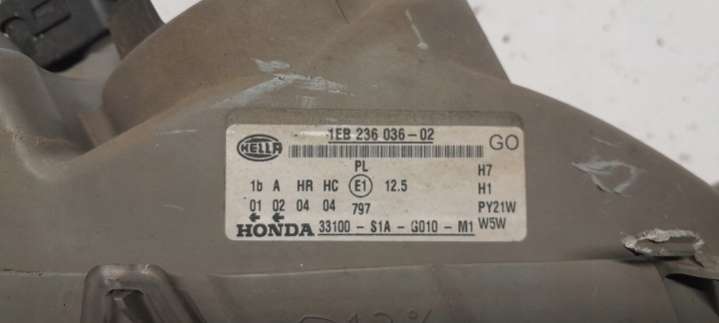 HELLA
1EB 236 036-02
GO
PL
H7
1b A HR HC E1 12.5
H1
01 02 04 04 797
PY21W
HONDA 33100 - S1A - G010 - M1
W5W